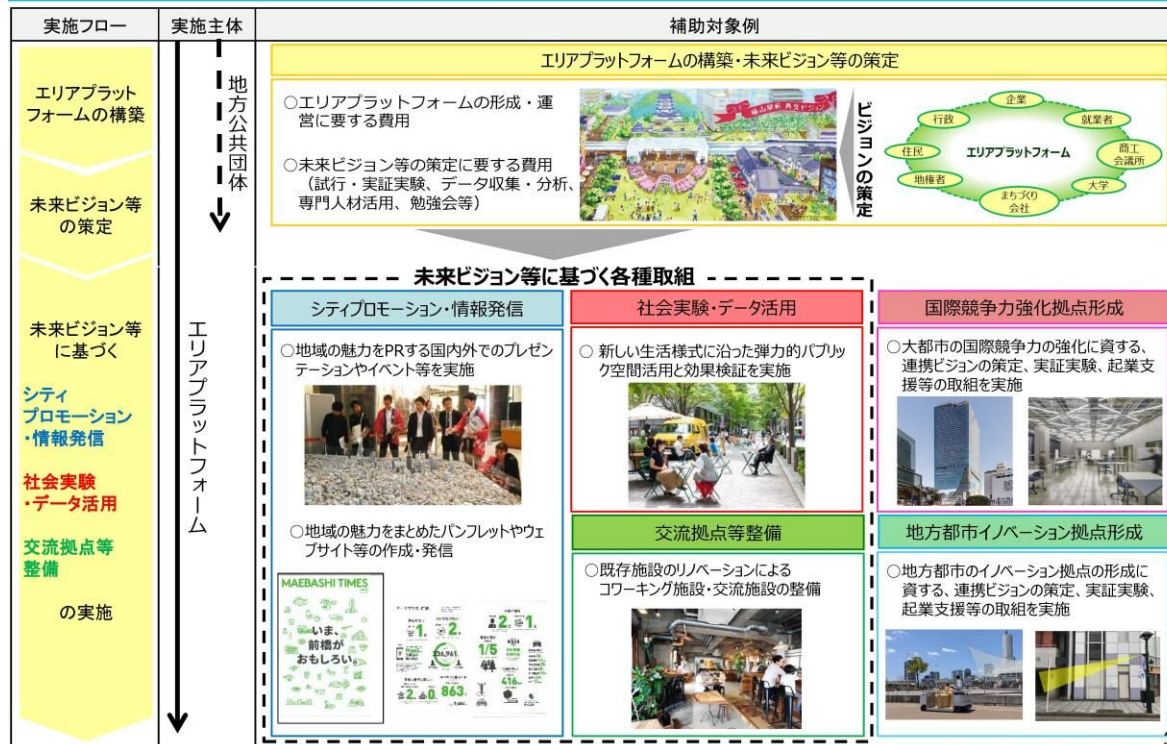 実施フロー
実施主体
補助対象例
エリアプラット
フォームの構築
未来ビジョン等
の策定
未来ビジョン等
に基づく
シティ
プロモーション
・情報発信
社会実験
・データ活用
交流拠点等
整備
の実施
地方公共団体
エリアプラットフォーム
エリアプラットフォームの構築・未来ビジョン等の策定
○エリアプラットフォームの形成・運
営に要する費用
○未来ビジョン等の策定に要する費用
(試行・実証実験、データ収集・分析、
専門人材活用、勉強会等)
ビジョンの策定
企業
行政
就業者
住民
エリアプラットフォーム
商工
会議所
地権者
大学
まちづくり
会社
未来ビジョン等に基づく各種取組
シティプロモーション・情報発信
○地域の魅力をPRする国内外でのプレゼン
テーションやイベント等を実施
○地域の魅力をまとめたパンフレットやウェ
ブサイト等の作成・発信
MAEBASHI TIMES
いま、
前橋が
おもしろい。
1/5
416
863
社会実験・データ活用
○ 新しい生活様式に沿った弾力的パブリッ
ク空間活用と効果検証を実施
交流拠点等整備
○既存施設のリノベーションによる
コワーキング施設・交流施設の整備
国際競争力強化拠点形成
○大都市の国際競争力の強化に資する、
連携ビジョンの策定、実証実験、起業支
援等の取組を実施
地方都市イノベーション拠点形成
○地方都市のイノベーション拠点の形成に
資する、連携ビジョンの策定、実証実験、
起業支援等の取組を実施